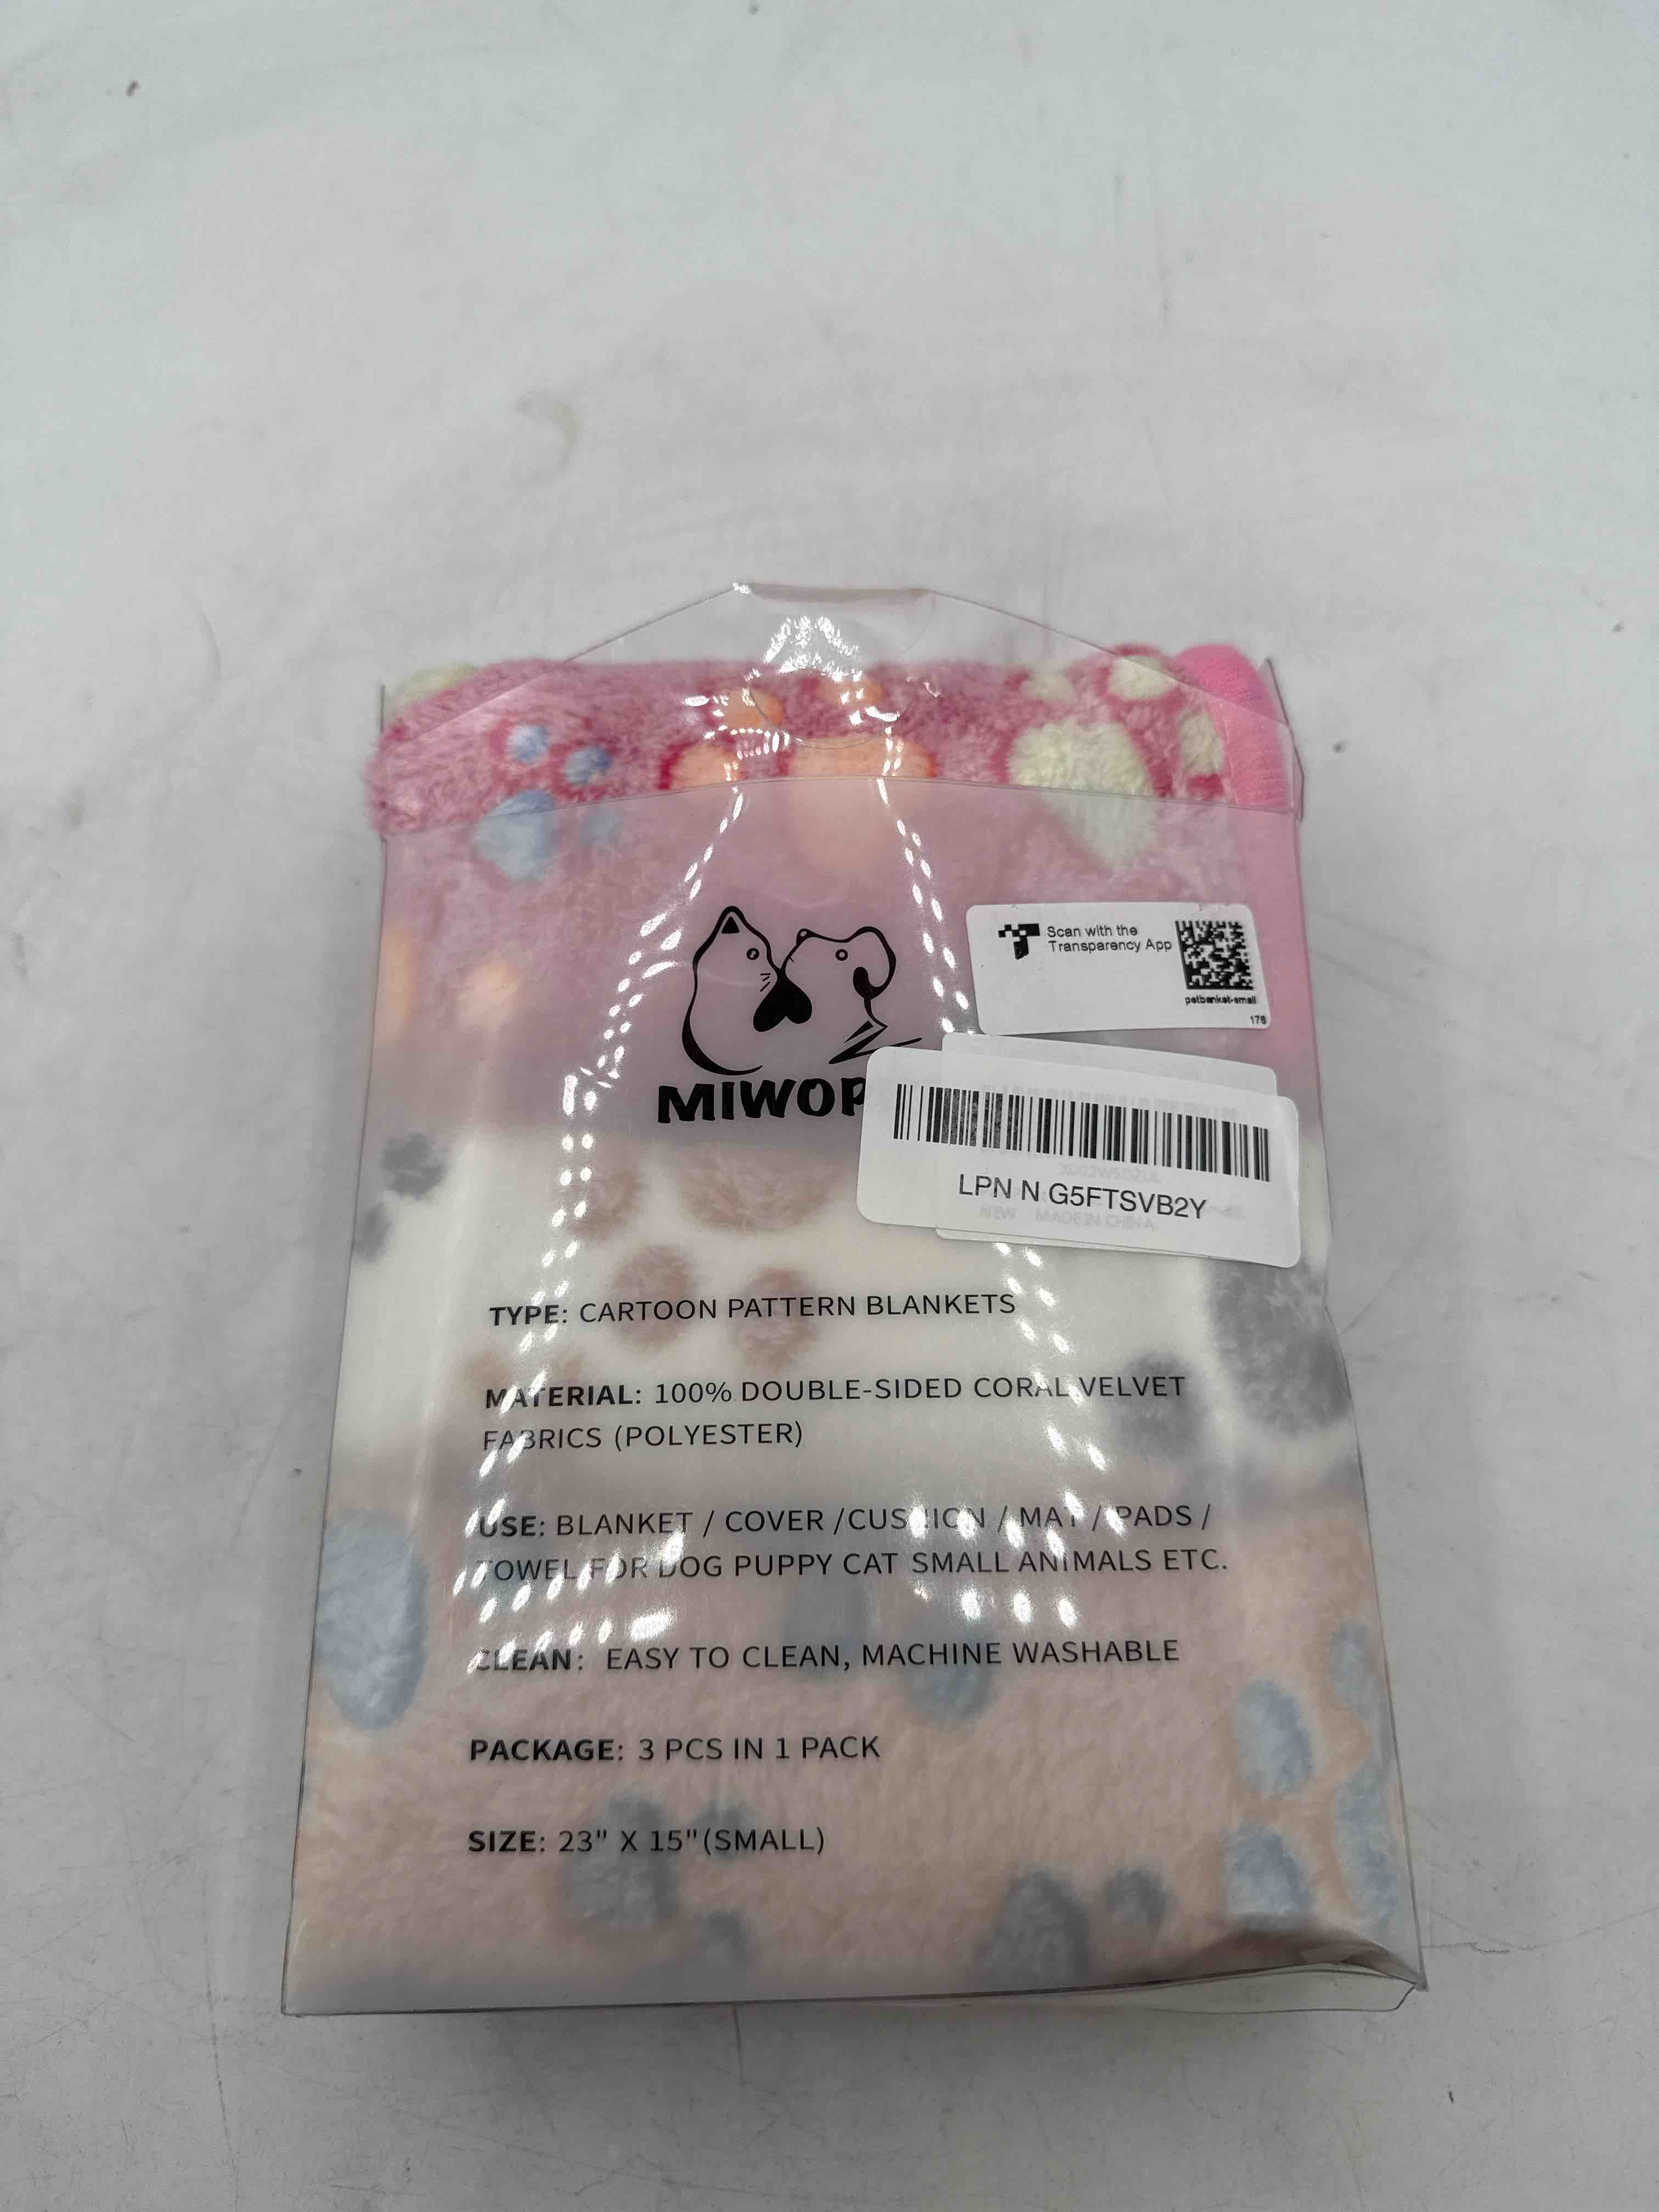 Scan with the
Transparency App
petbanket-small
178
MIWOP
LPN N G5FTSVB2Y
NEW MADE IN CHINA
TYPE: CARTOON PATTERN BLANKETS
MATERIAL: 100% DOUBLE-SIDED CORAL VELVET
FABRICS (POLYESTER)
USE: BLANKET / COVER /CUSHION / MAT / PADS /
TOWEL FOR DOG PUPPY CAT SMALL ANIMALS ETC.
CLEAN: EASY TO CLEAN, MACHINE WASHABLE
PACKAGE: 3 PCS IN 1 PACK
SIZE: 23" X 15"(SMALL)